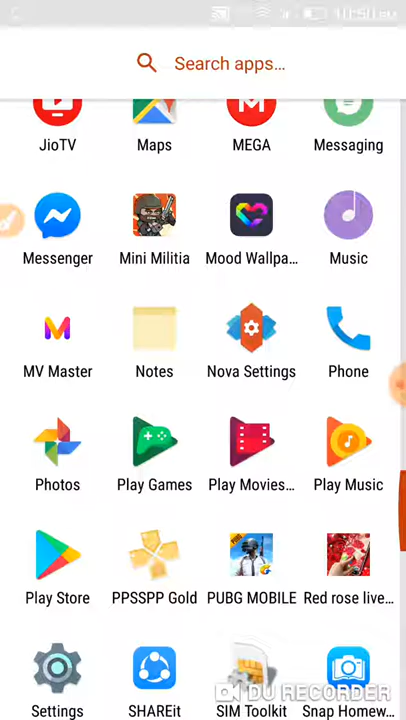 Search apps…
JioTV Maps MEGA Messaging
Messenger Mini Militia Mood Wallpa… Music
MV Master Notes Nova Settings Phone
Photos Play Games Play Movies… Play Music
PUBG
Play Store PPSSPP Gold PUBG MOBILE Red rose live…
Settings SHAREit SIM Toolkit Snap Homew…
DU RECORDER